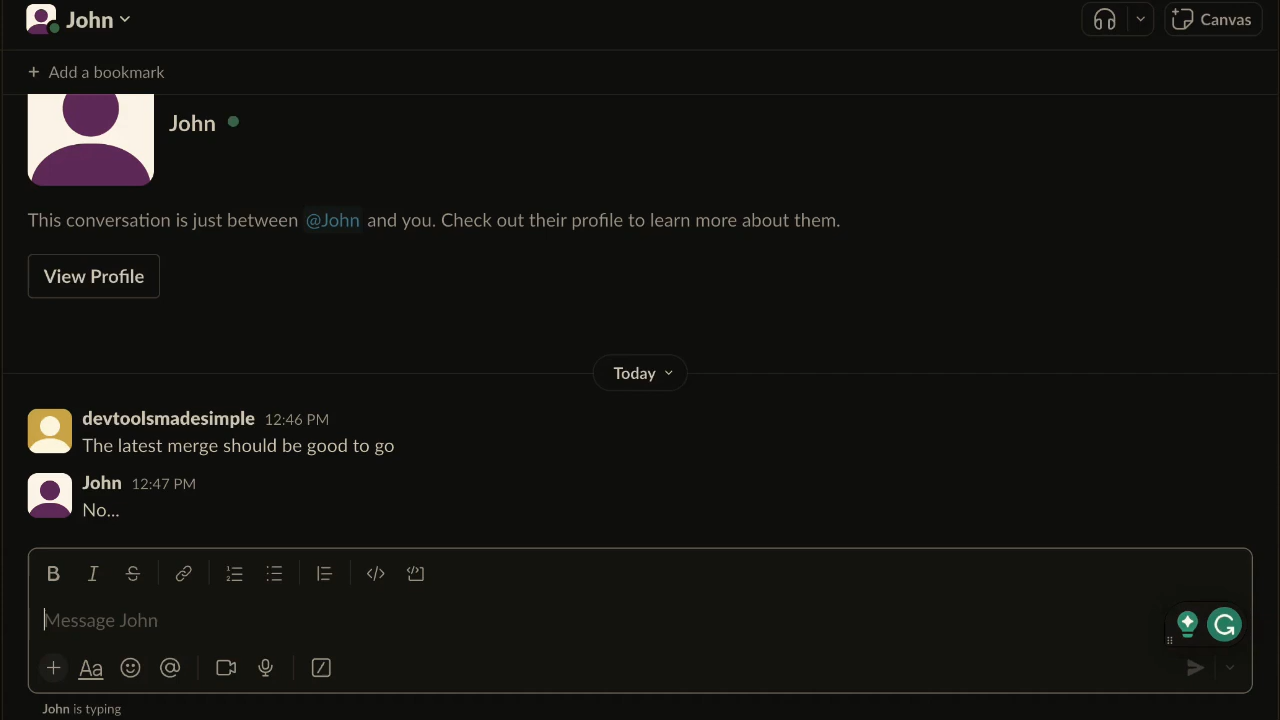 John
Canvas
+ Add a bookmark
John
This conversation is just between @John and you. Check out their profile to learn more about them.
View Profile
Today
devtoolsmadesimple 12:46 PM
The latest merge should be good to go
John 12:47 PM
No...
B I S
Message John
Aa
John is typing